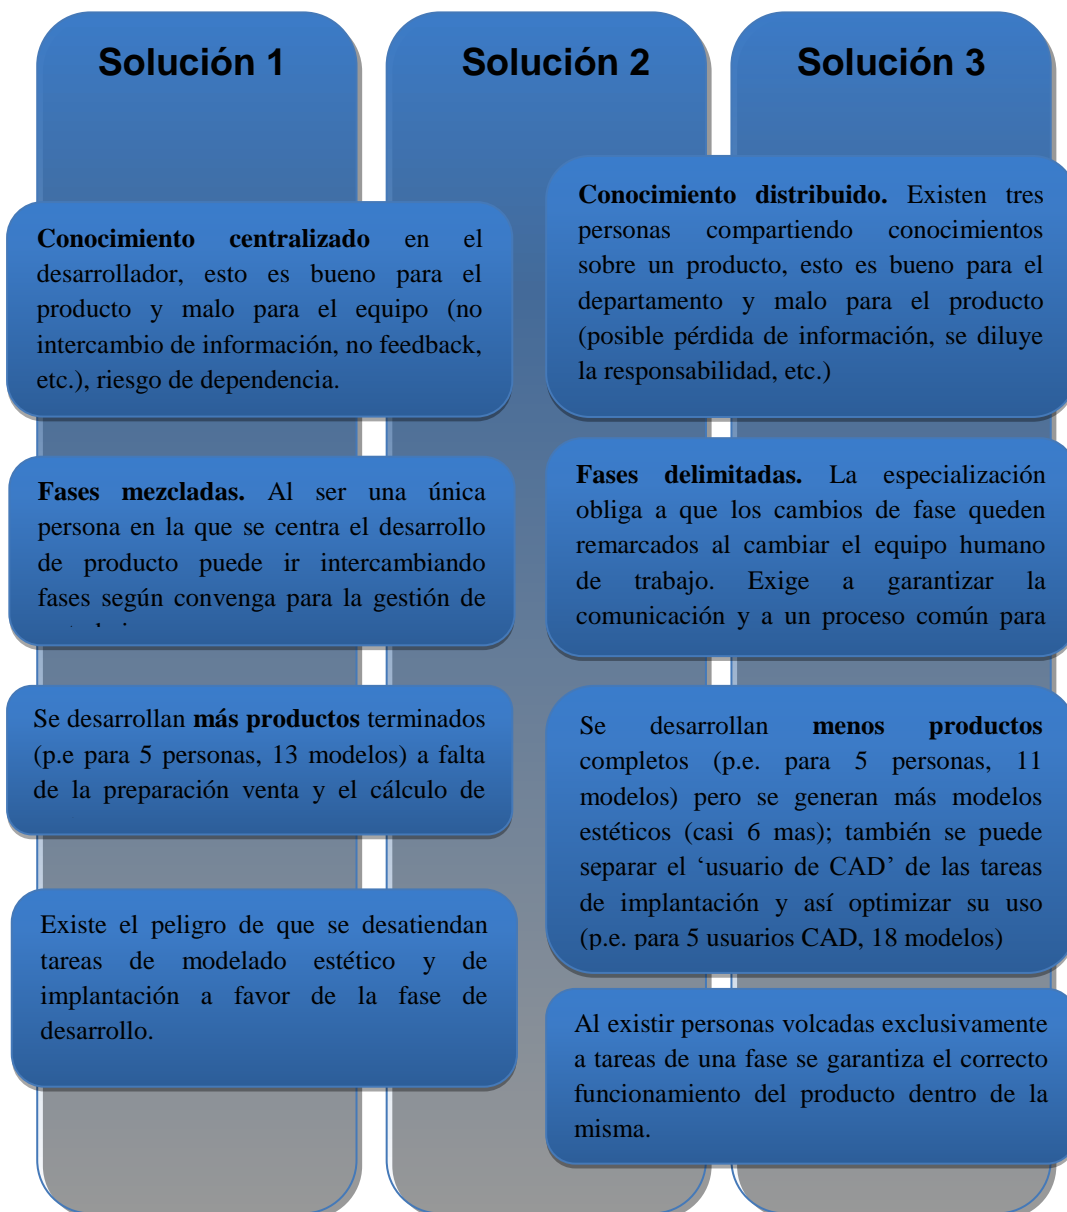 Solución 1
Solución 2
Solución 3
Conocimiento centralizado en el
desarrollador, esto es bueno para el
producto y malo para el equipo (no
intercambio de información, no feedback,
etc.), riesgo de dependencia.
Fases mezcladas. Al ser una única
persona en la que se centra el desarrollo
de producto puede ir intercambiando
fases según convenga para la gestión de
Se desarrollan más productos terminados
(p.e para 5 personas, 13 modelos) a falta
de la preparación venta y el cálculo de
Existe el peligro de que se desatiendan
tareas de modelado estético y de
implantación a favor de la fase de
desarrollo.
Conocimiento distribuido. Existen tres
personas compartiendo conocimientos
sobre un producto, esto es bueno para el
departamento y malo para el producto
(posible pérdida de información, se diluye
la responsabilidad, etc.)
Fases delimitadas. La especialización
obliga a que los cambios de fase queden
remarcados al cambiar el equipo humano
de trabajo. Exige a garantizar la
comunicación y a un proceso común para
Se desarrollan menos productos
completos (p.e. para 5 personas, 11
modelos) pero se generan más modelos
estéticos (casi 6 mas); también se puede
separar el ‘usuario de CAD’ de las tareas
de implantación y así optimizar su uso
(p.e. para 5 usuarios CAD, 18 modelos)
Al existir personas volcadas exclusivamente
a tareas de una fase se garantiza el correcto
funcionamiento del producto dentro de la
misma.